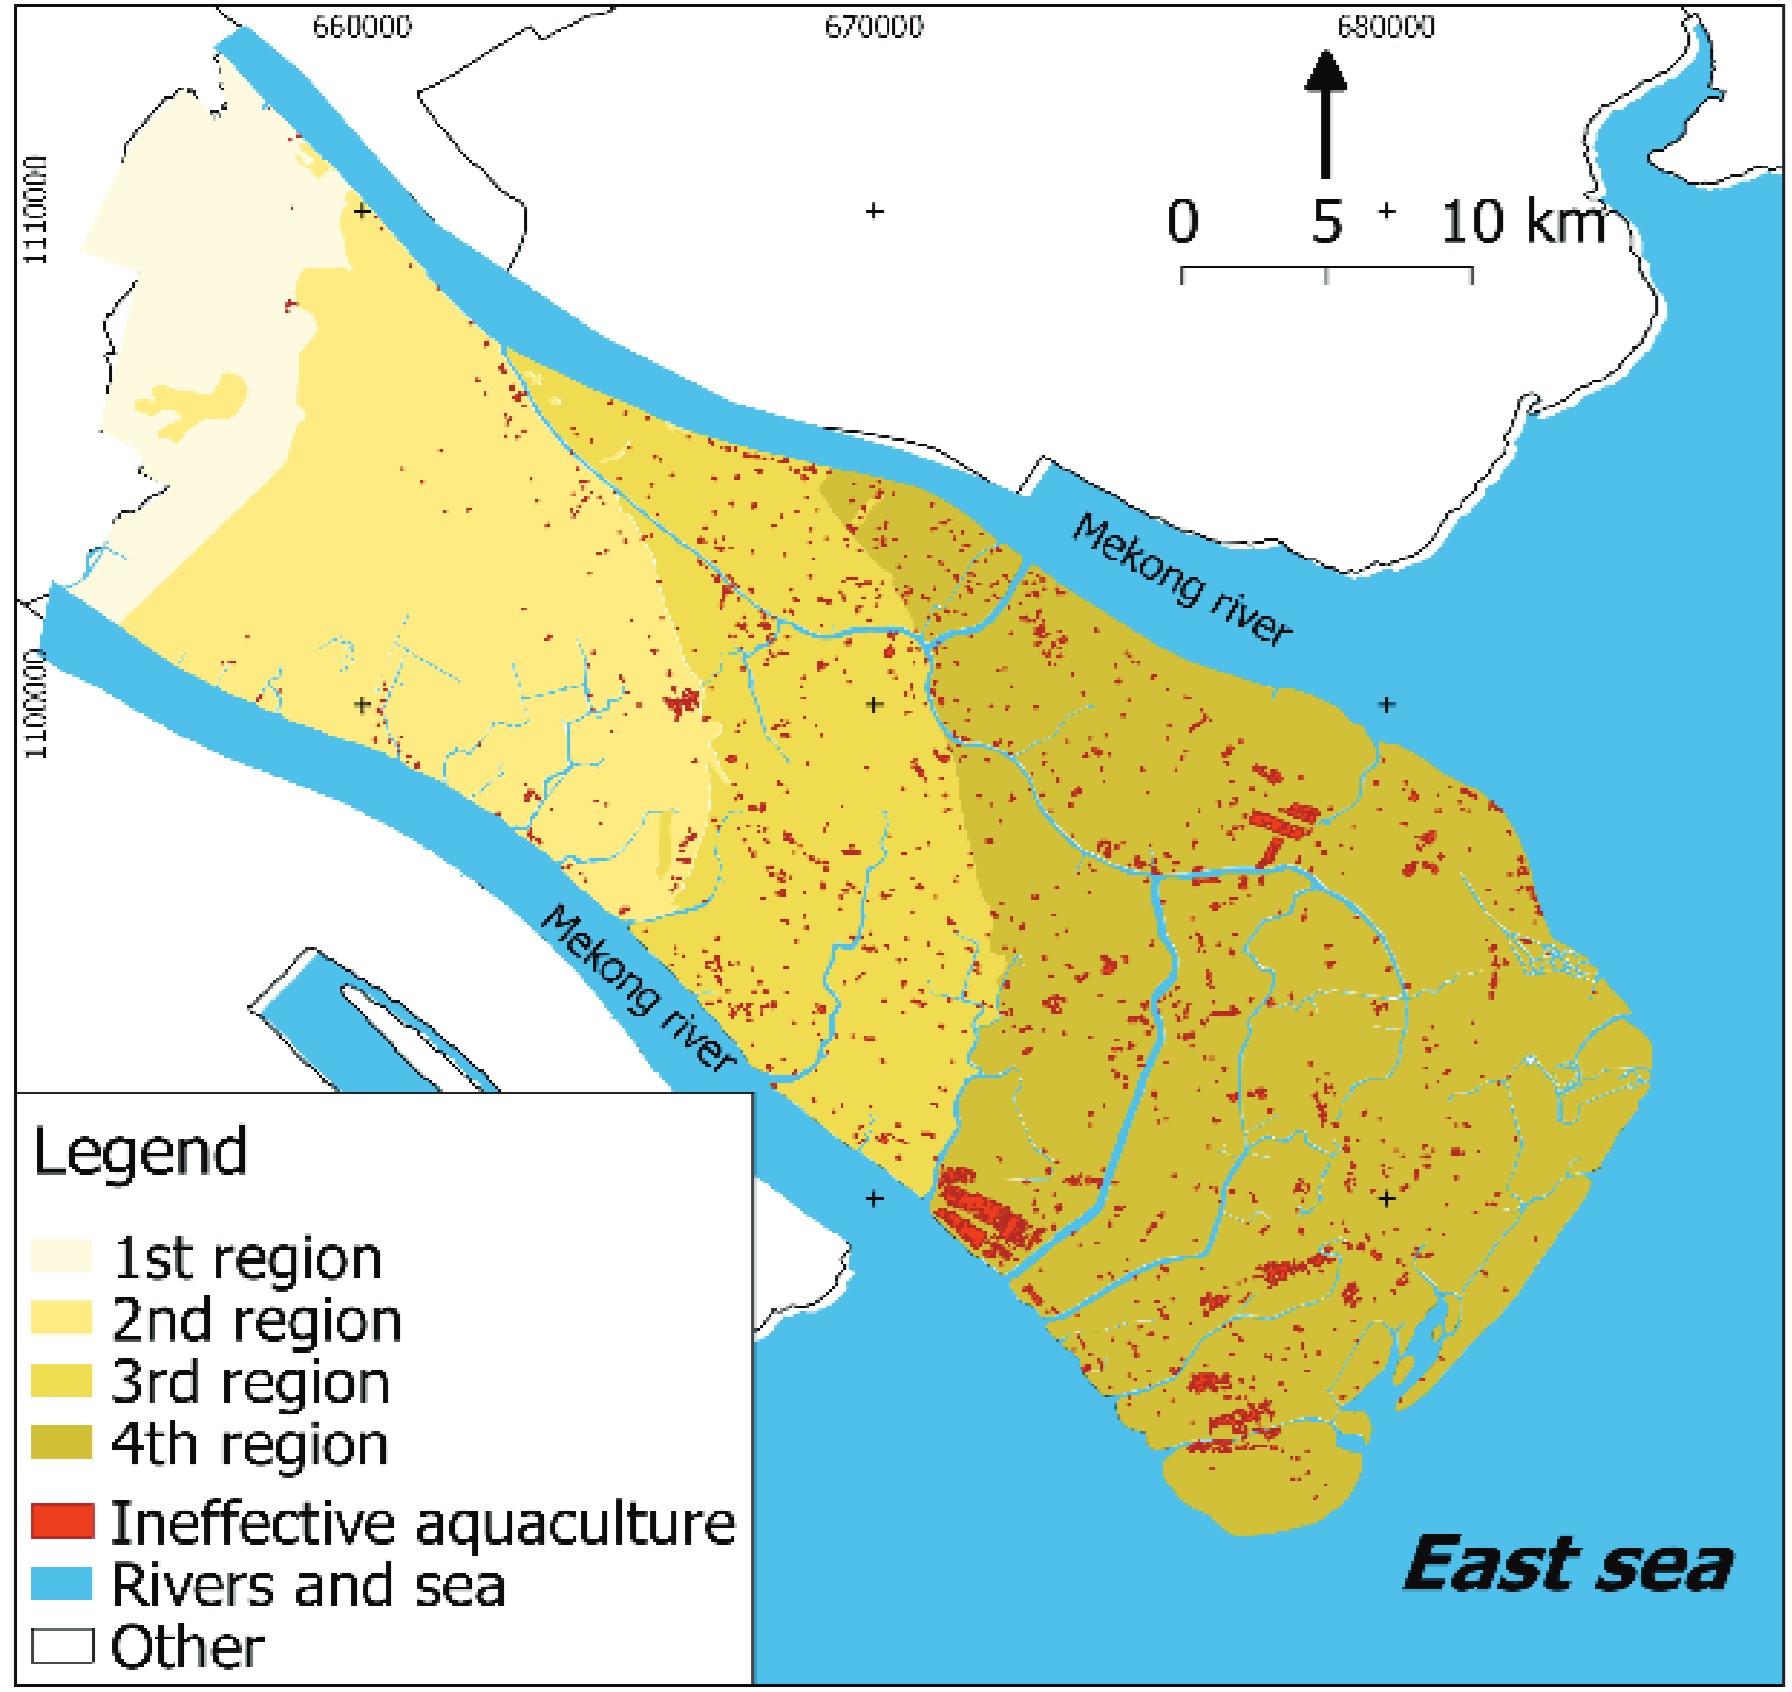 660000 670000 680000
1110000
0 5 10 km
Mekong river
1100000
Mekong river
Legend
1st region
2nd region
3rd region
4th region
Ineffective aquaculture
Rivers and sea
Other
East sea